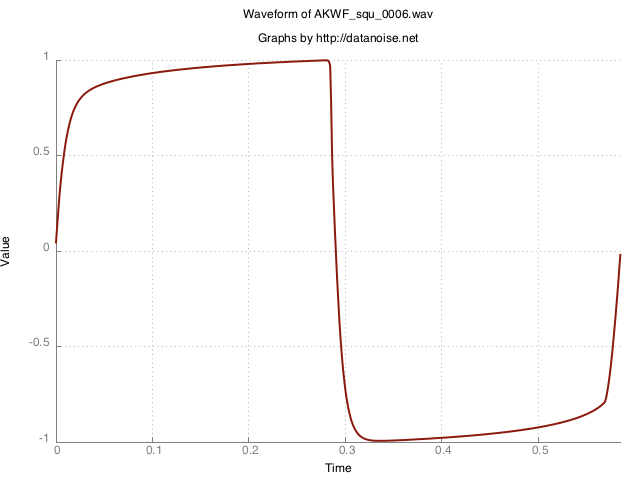 Waveform of AKWF_squ_0006.wav
Graphs by http://datanoise.net
1
0.5
0
-0.5
-1
Value
0 0.1 0.2 0.3 0.4 0.5
Time